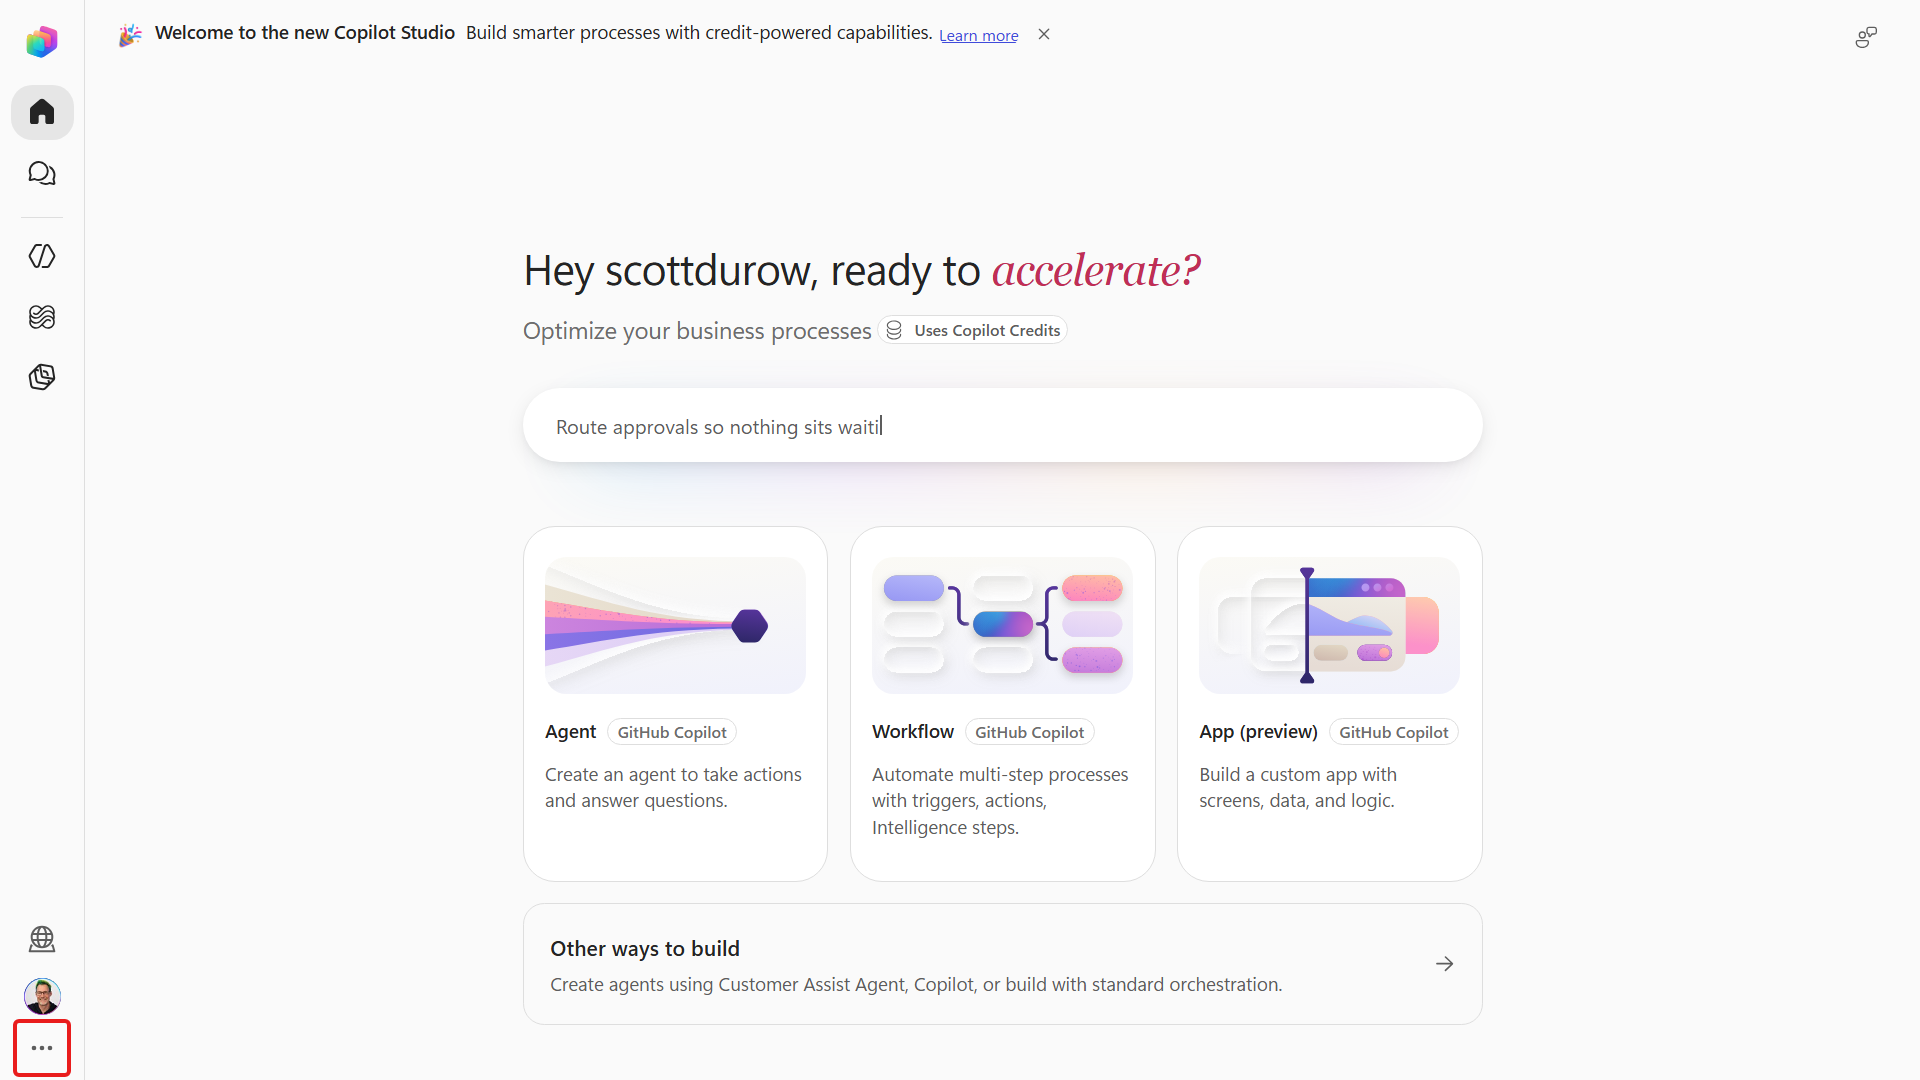 Welcome to the new Copilot Studio Build smarter processes with credit-powered capabilities. Learn more
Hey scottdurow, ready to accelerate?
Optimize your business processes Uses Copilot Credits
Route approvals so nothing sits waiti
Agent GitHub Copilot
Create an agent to take actions
and answer questions.
Workflow GitHub Copilot
Automate multi-step processes
with triggers, actions,
Intelligence steps.
App (preview) GitHub Copilot
Build a custom app with
screens, data, and logic.
Other ways to build
Create agents using Customer Assist Agent, Copilot, or build with standard orchestration.